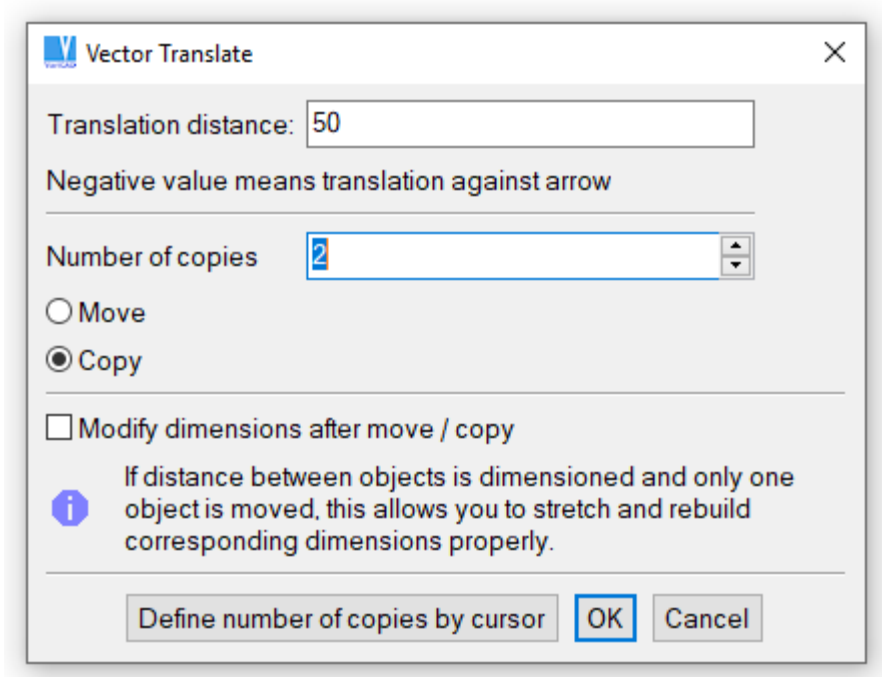 Vector Translate
Translation distance: 50
Negative value means translation against arrow
Number of copies 2
Move
Copy
Modify dimensions after move / copy
If distance between objects is dimensioned and only one
object is moved, this allows you to stretch and rebuild
corresponding dimensions properly.
Define number of copies by cursor OK Cancel